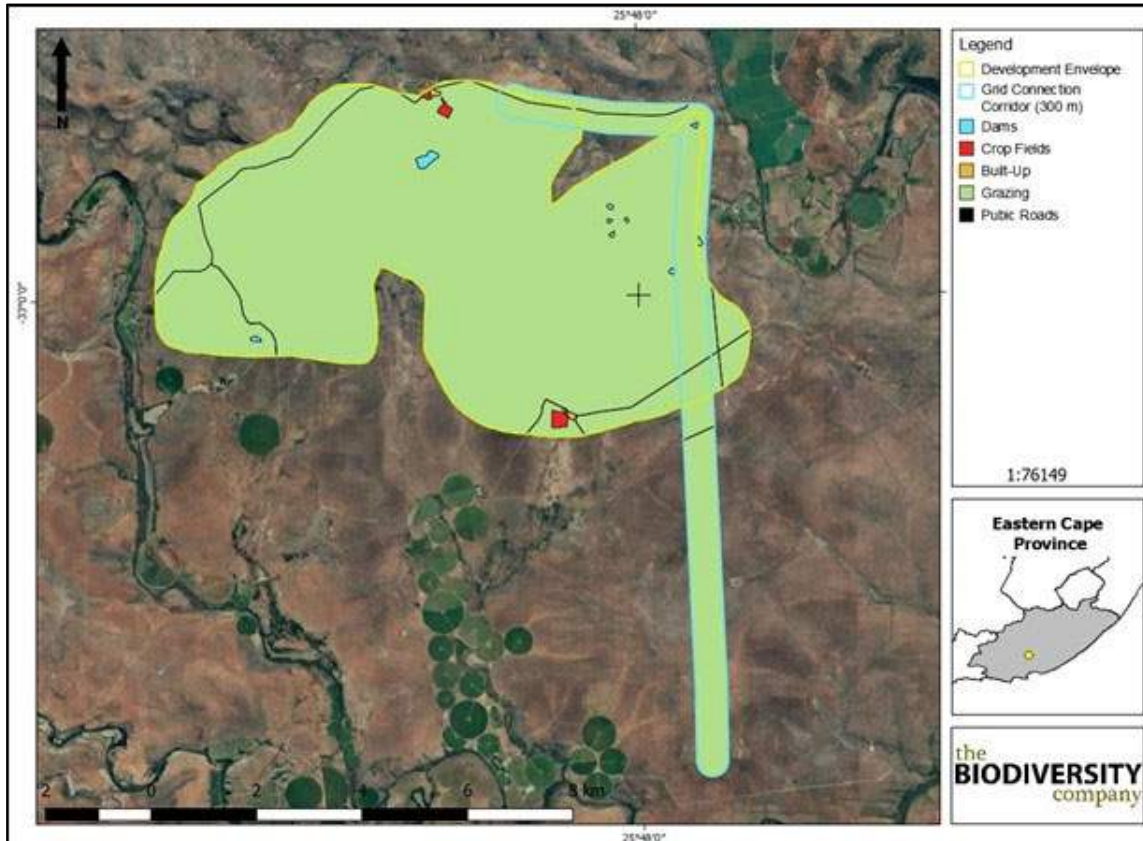 25°48'0"
N
-33°0'0"
2 0 2 4 6 8 km
25°48'0"
Legend
Development Envelope
Grid Connection
Corridor (300 m)
Dams
Crop Fields
Built-Up
Grazing
Pubic Roads
1:76149
Eastern Cape
Province
the
BIODIVERSITY
company